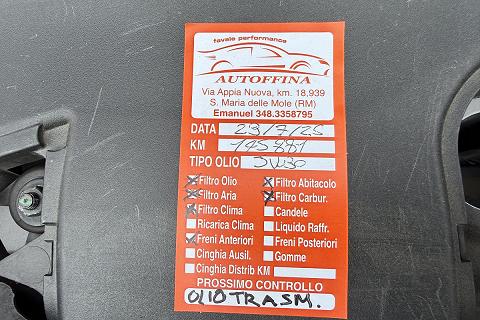 favale performance
AUTOFFINA
Via Appia Nuova, km. 18,939
S. Maria delle Mole (RM)
Emanuel 348.3358795
DATA 23/7/25
KM 145881
TIPO OLIO 5W30
Filtro Olio
Filtro Abitacolo
Filtro Aria
Filtro Carbur.
Filtro Clima
Candele
Ricarica Clima
Liquido Raffr.
Freni Anteriori
Freni Posteriori
Cinghia Ausil.
Gomme
Cinghia Distrib KM
PROSSIMO CONTROLLO
OLIO TRASM.